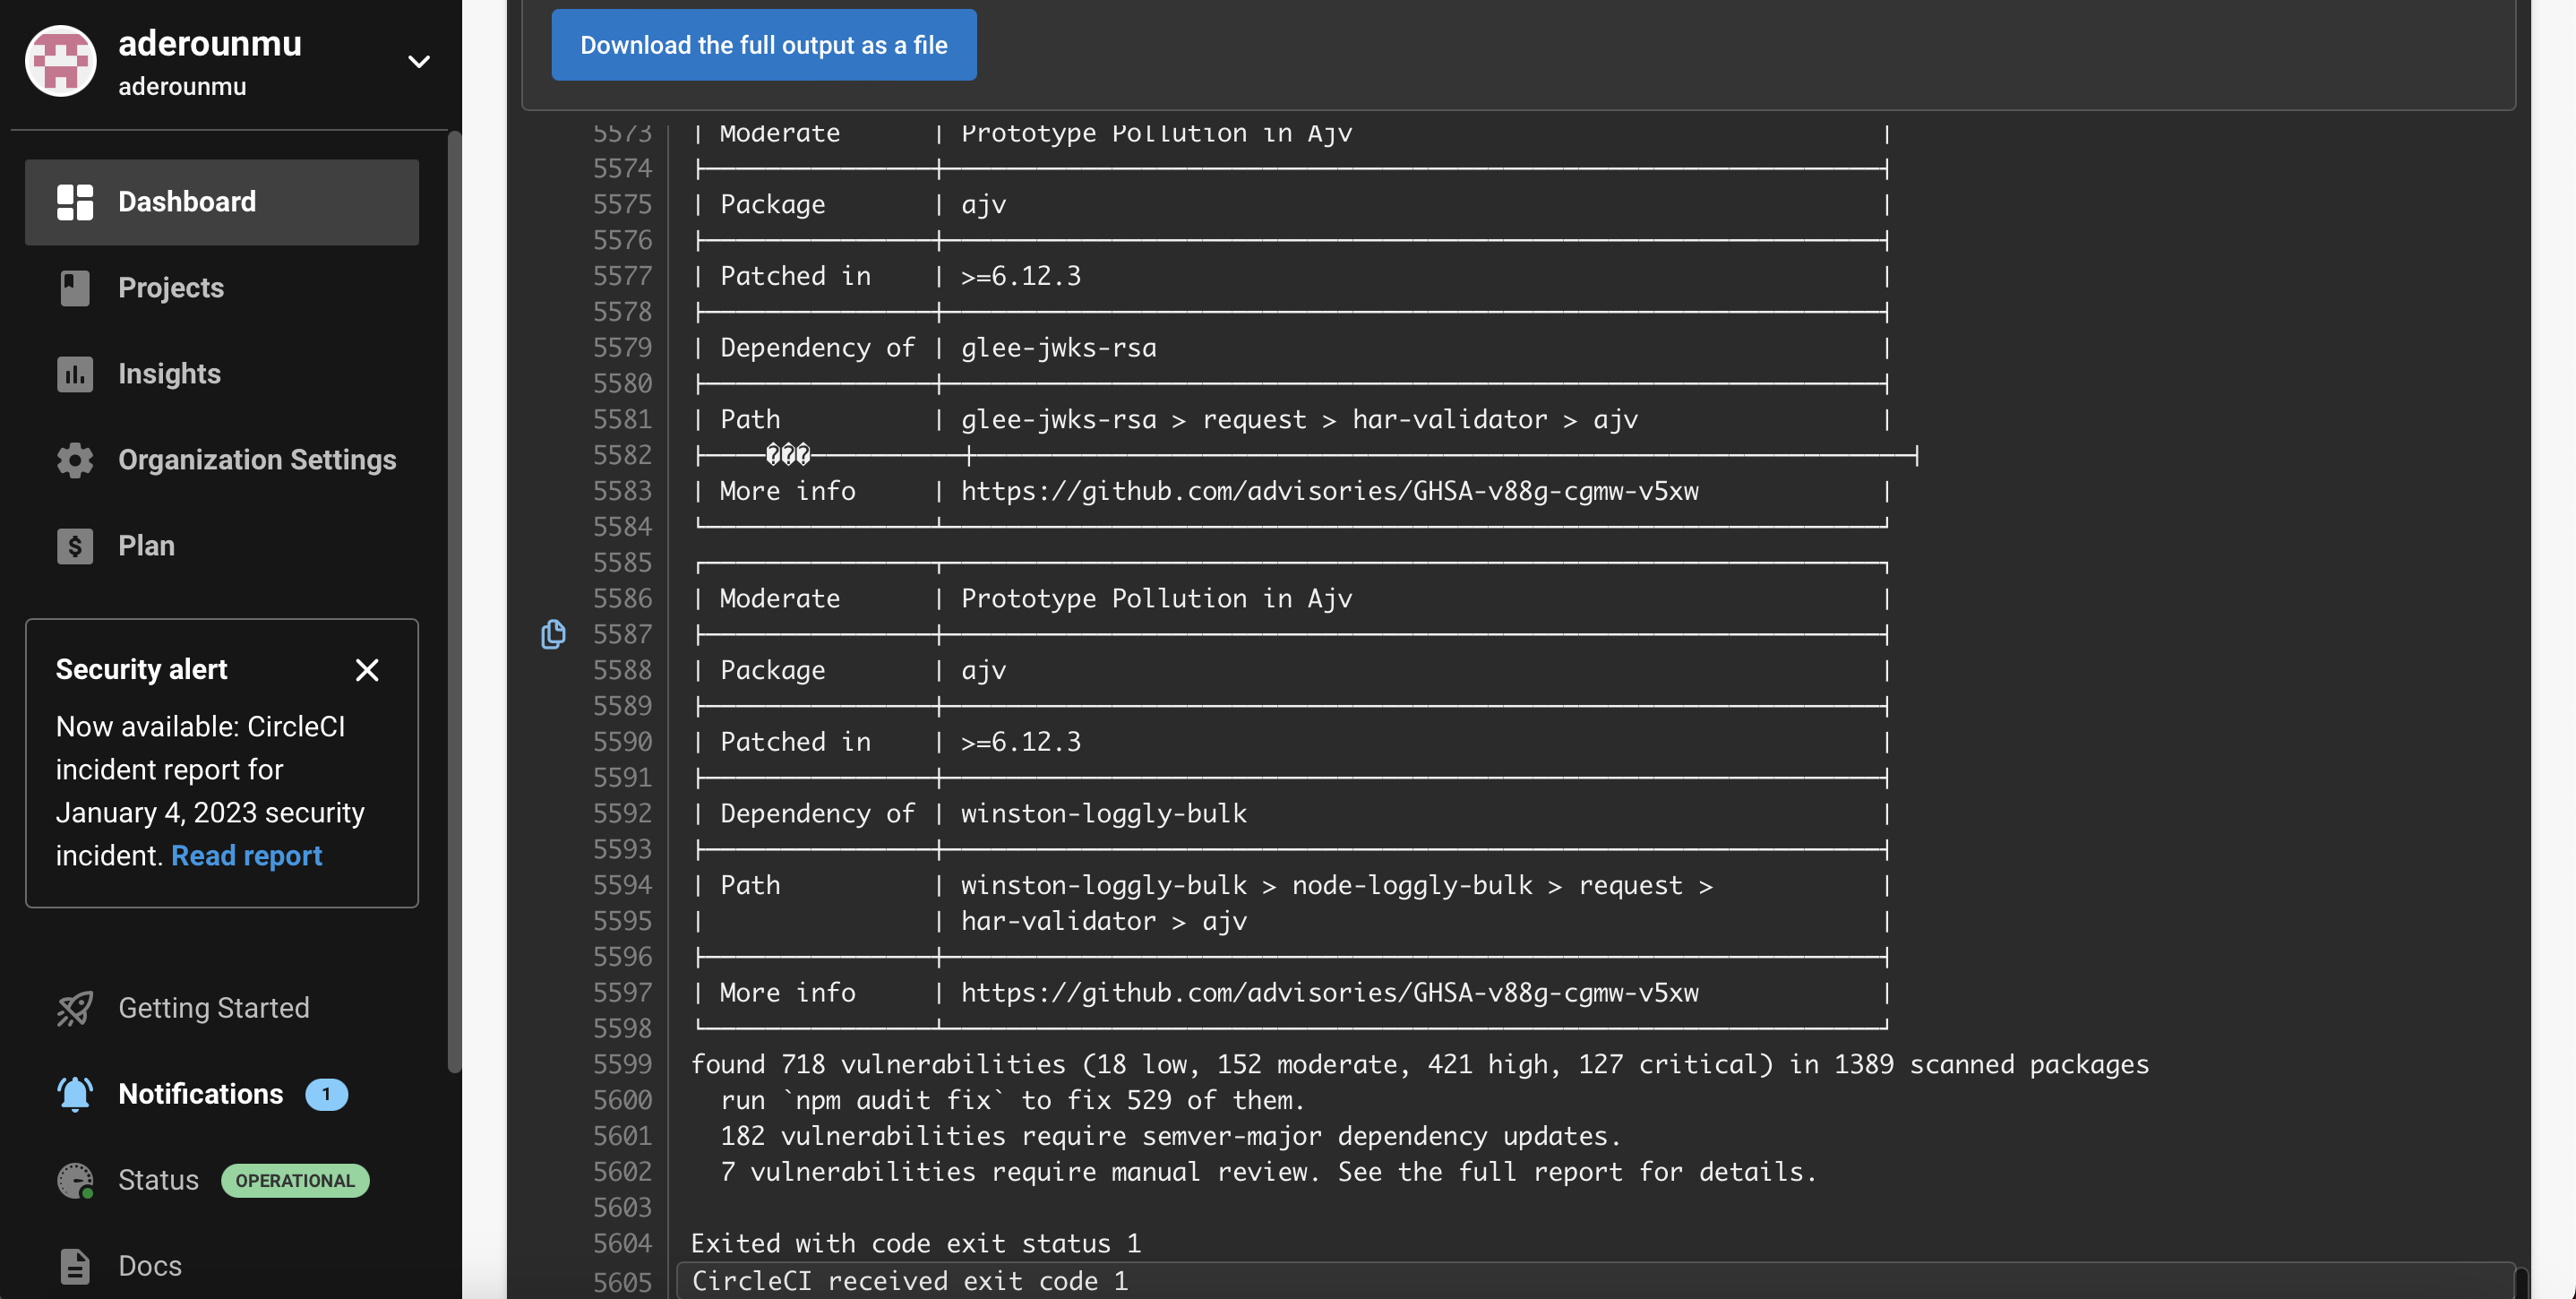 aderounmu
aderounmu
Dashboard
Projects
Insights
Organization Settings
$ Plan
Security alert
Now available: CircleCI
incident report for
January 4, 2023 security
incident. Read report
Getting Started
Notifications 1
Status OPERATIONAL
Docs
Download the full output as a file
5573 | Moderate | Prototype Pollution in Ajv |
5574
5575 | Package | ajv |
5576
5577 | Patched in | >=6.12.3 |
5578
5579 | Dependency of | glee-jwks-rsa |
5580
5581 | Path | glee-jwks-rsa > request > har-validator > ajv |
5582 ���
5583 | More info | https://github.com/advisories/GHSA-v88g-cgmw-v5xw |
5584
5585
5586 | Moderate | Prototype Pollution in Ajv |
5587
5588 | Package | ajv |
5589
5590 | Patched in | >=6.12.3 |
5591
5592 | Dependency of | winston-loggly-bulk |
5593
5594 | Path | winston-loggly-bulk > node-loggly-bulk > request > |
5595 | | har-validator > ajv |
5596
5597 | More info | https://github.com/advisories/GHSA-v88g-cgmw-v5xw |
5598
5599 found 718 vulnerabilities (18 low, 152 moderate, 421 high, 127 critical) in 1389 scanned packages
5600 run `npm audit fix` to fix 529 of them.
5601 182 vulnerabilities require semver-major dependency updates.
5602 7 vulnerabilities require manual review. See the full report for details.
5603
5604 Exited with code exit status 1
5605 CircleCI received exit code 1